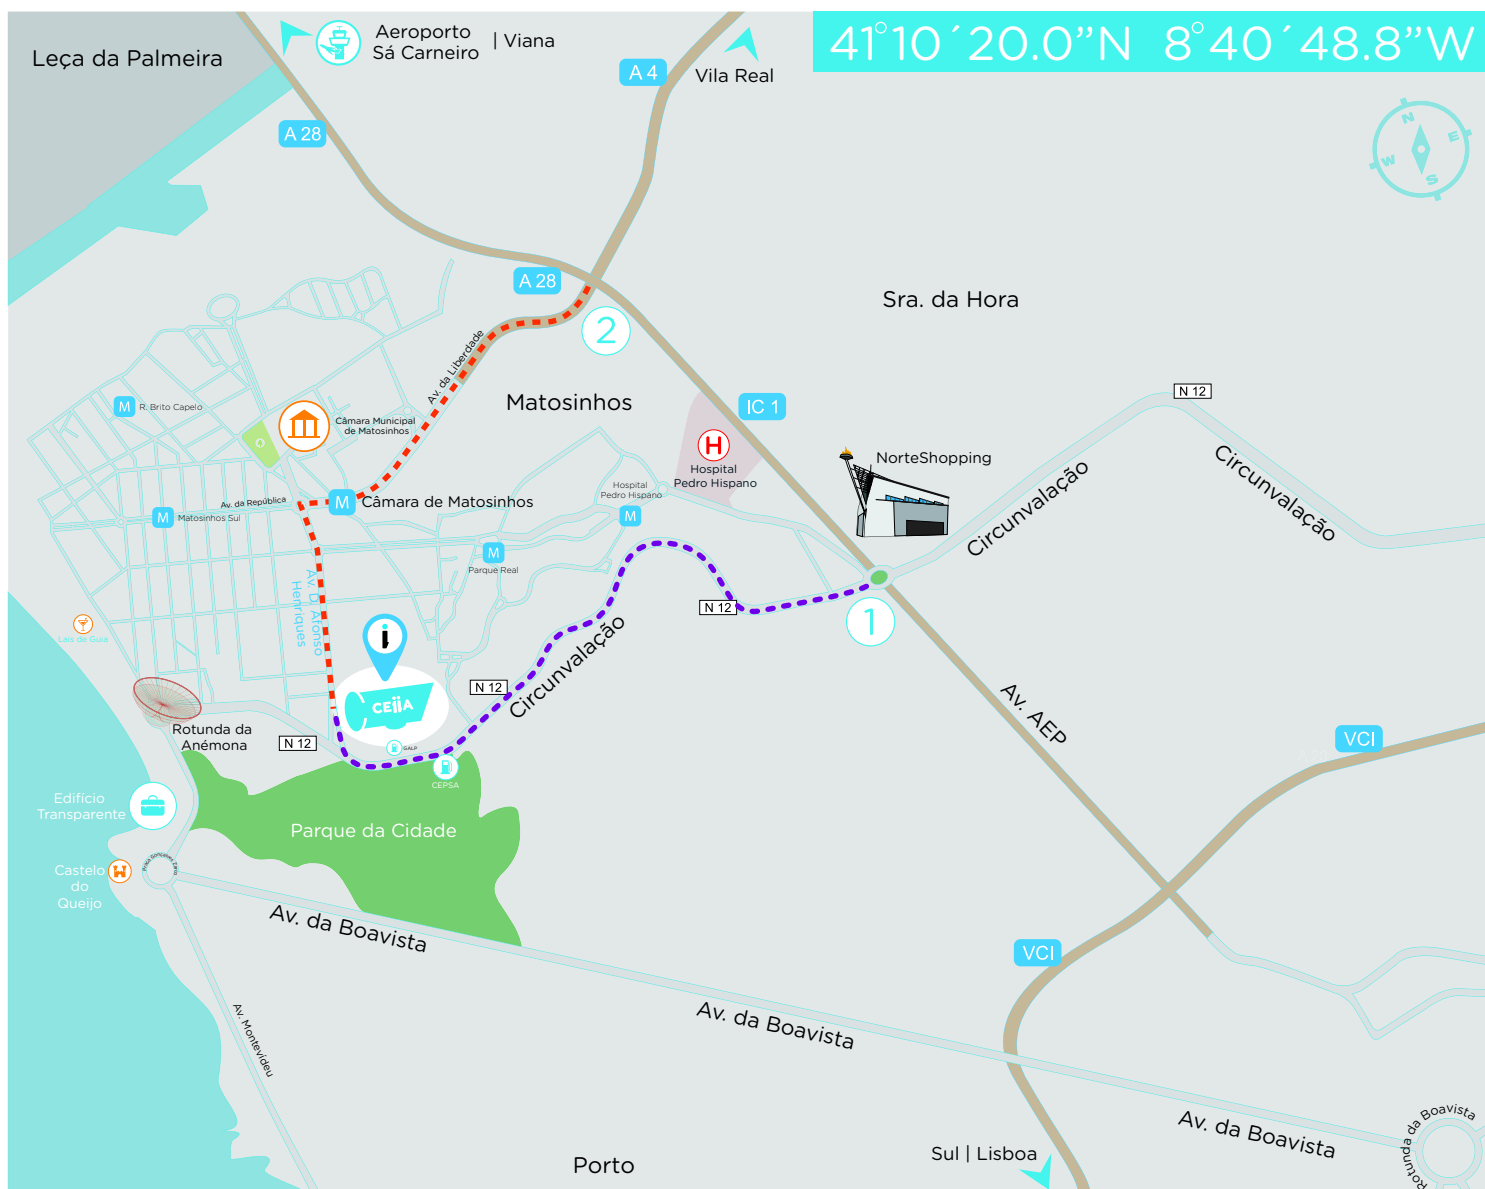 41°10´20.0”N 8°40´48.8”W
Leça da Palmeira
Aeroporto
Sá Carneiro
| Viana
A 4
Vila Real
A 28
N
E
W
S
A 28
Sra. da Hora
2
Av. da Liberdade
Matosinhos
IC 1
N 12
M
R. Brito Capelo
Câmara Municipal
de Matosinhos
H
Hospital
Pedro Hispano
NorteShopping
Circunvalação
Circunvalação
Hospital
Pedro Hispano
M
Av. da República
M
Câmara de Matosinhos
M
Matosinhos Sul
M
Parque Real
Av. D. Afonso
Henriques
N 12
1
Lais de Guia
i
CEiiA
N 12
Circunvalação
Av. AEP
Rotunda da
Anémona
N 12
GALP
CEPSA
VCI
Edifício
Transparente
Parque da Cidade
Castelo
do
Queijo
Av. da Boavista
VCI
Av. Montevideu
Av. da Boavista
Av. da Boavista
Rotunda da Boavista
Sul | Lisboa
Porto